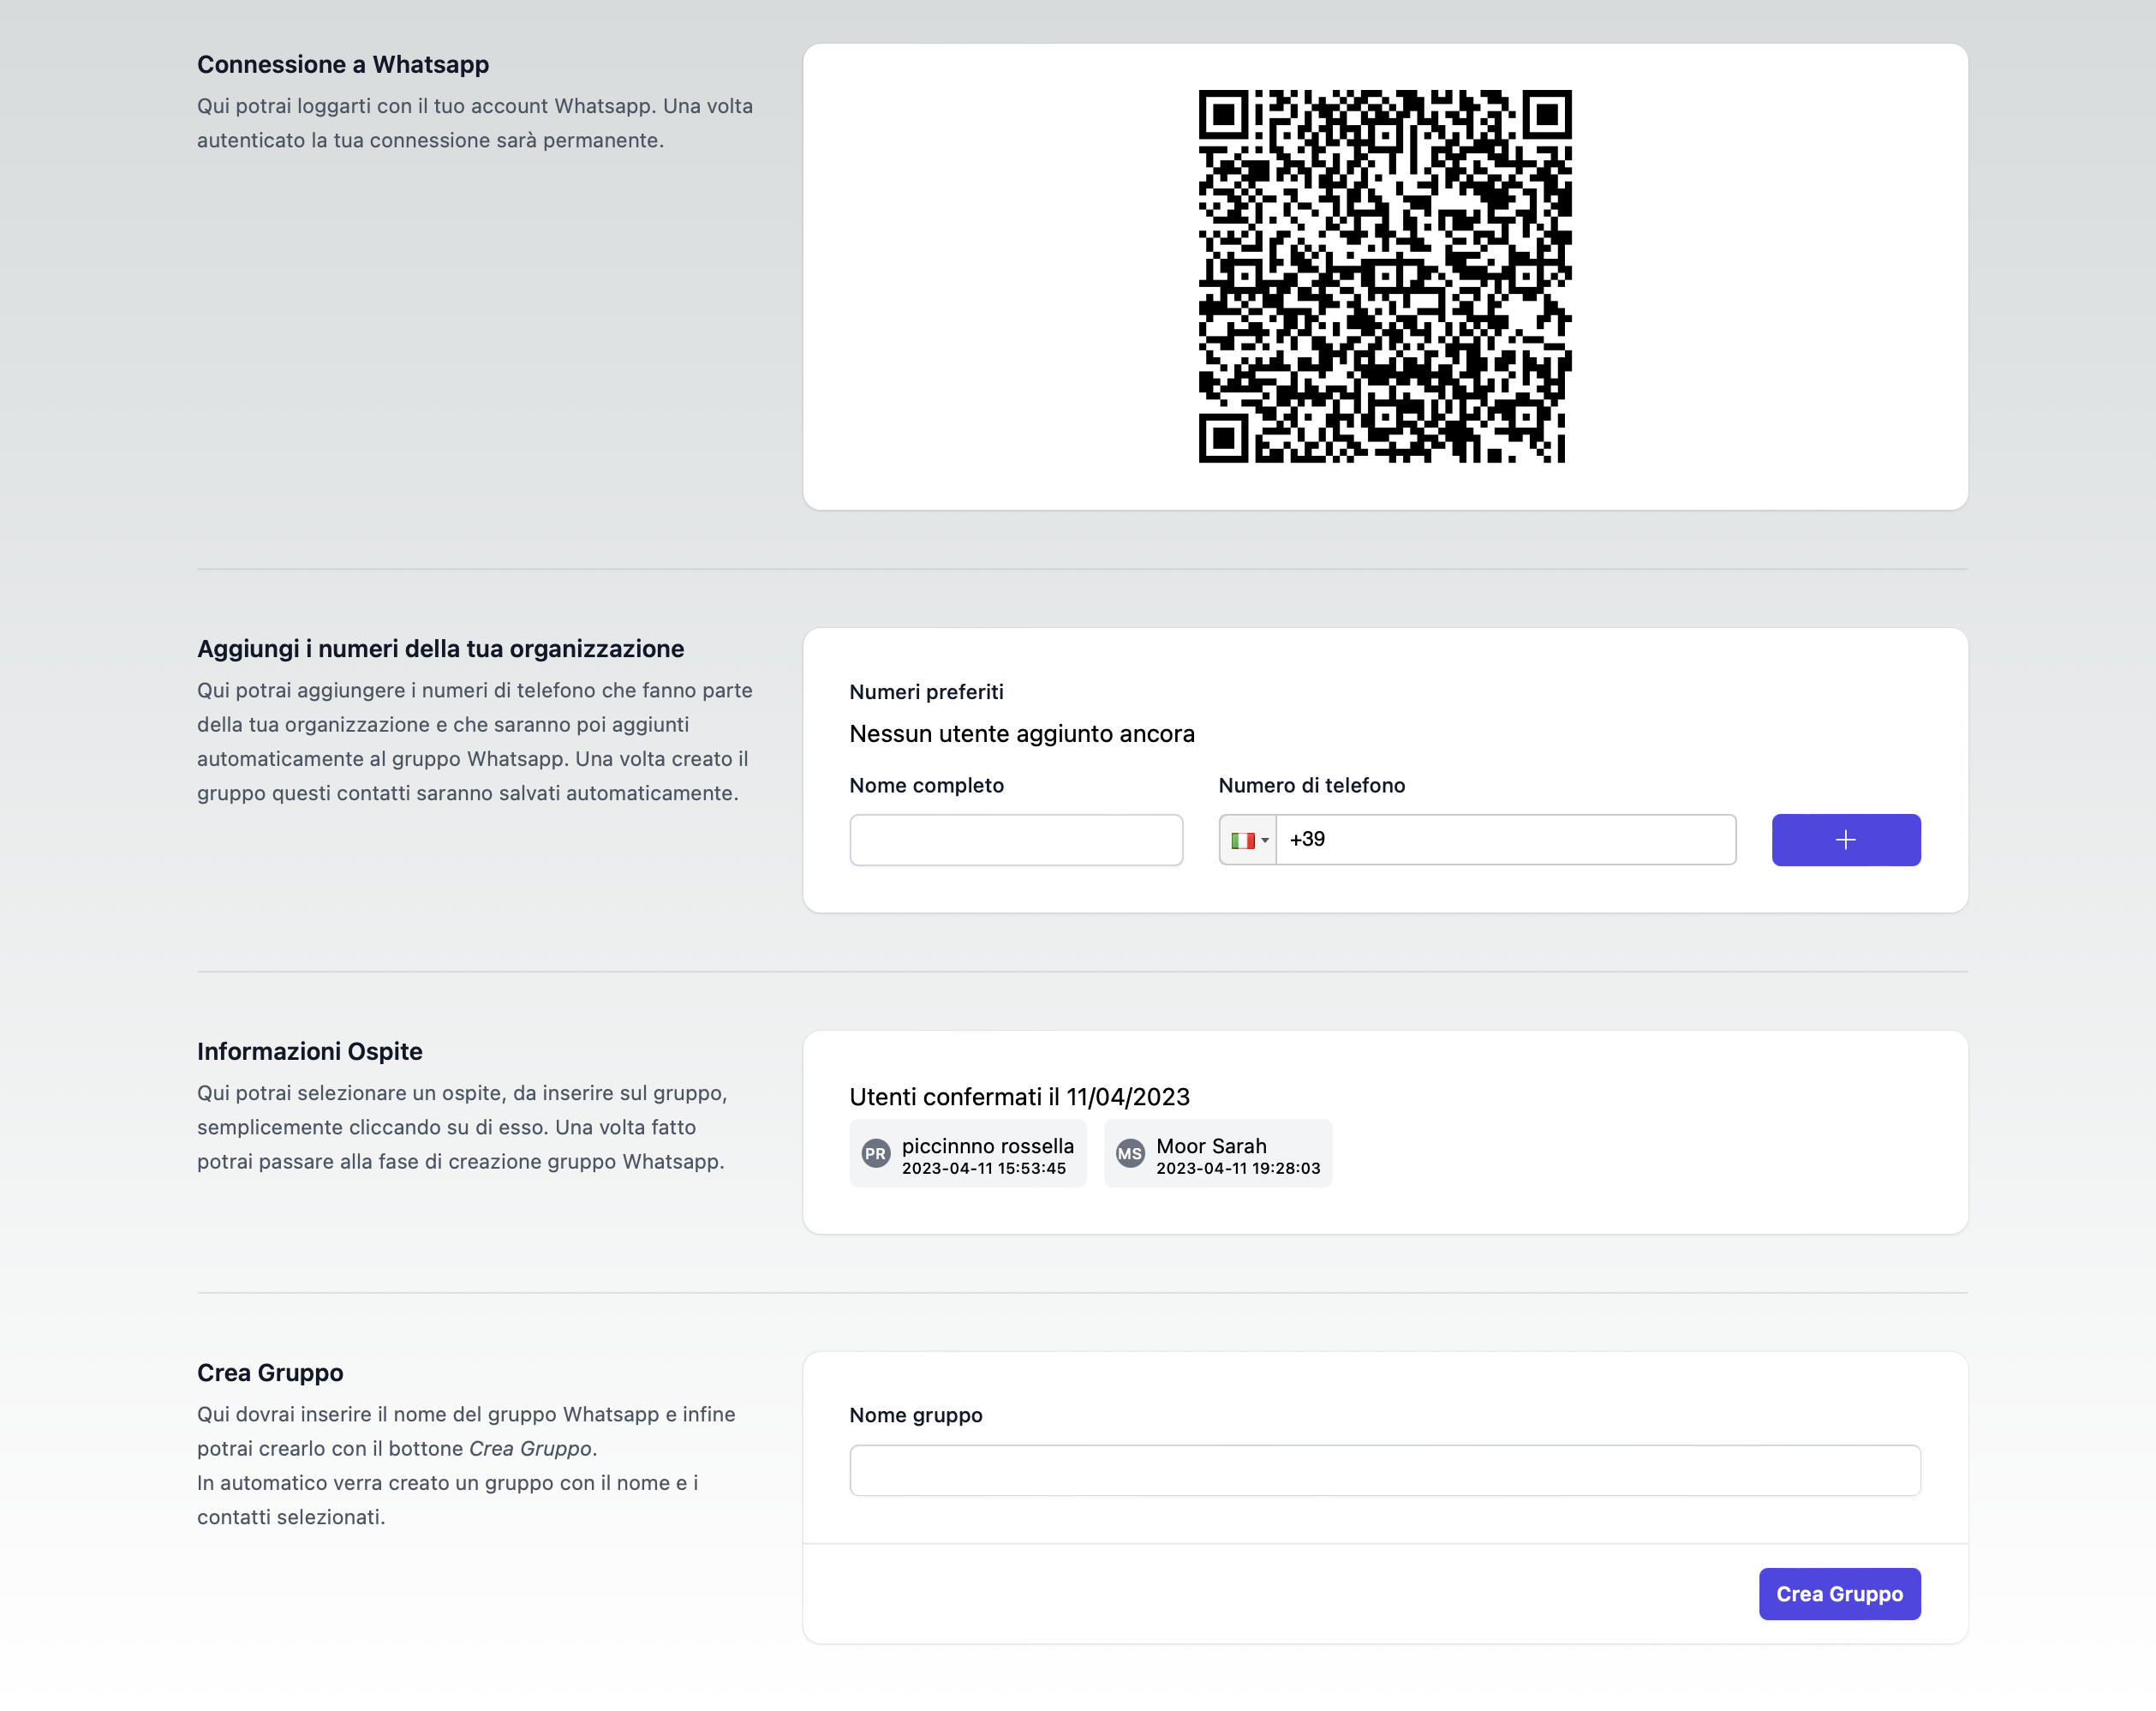 Connessione a Whatsapp
Qui potrai loggarti con il tuo account Whatsapp. Una volta
autenticato la tua connessione sarà permanente.
Aggiungi i numeri della tua organizzazione
Qui potrai aggiungere i numeri di telefono che fanno parte
della tua organizzazione e che saranno poi aggiunti
automaticamente al gruppo Whatsapp. Una volta creato il
gruppo questi contatti saranno salvati automaticamente.
Numeri preferiti
Nessun utente aggiunto ancora
Nome completo
Numero di telefono
+39
+
Informazioni Ospite
Qui potrai selezionare un ospite, da inserire sul gruppo,
semplicemente cliccando su di esso. Una volta fatto
potrai passare alla fase di creazione gruppo Whatsapp.
Utenti confermati il 11/04/2023
PR
piccinnno rossella
2023-04-11 15:53:45
MS
Moor Sarah
2023-04-11 19:28:03
Crea Gruppo
Qui dovrai inserire il nome del gruppo Whatsapp e infine
potrai crearlo con il bottone Crea Gruppo.
In automatico verra creato un gruppo con il nome e i
contatti selezionati.
Nome gruppo
Crea Gruppo